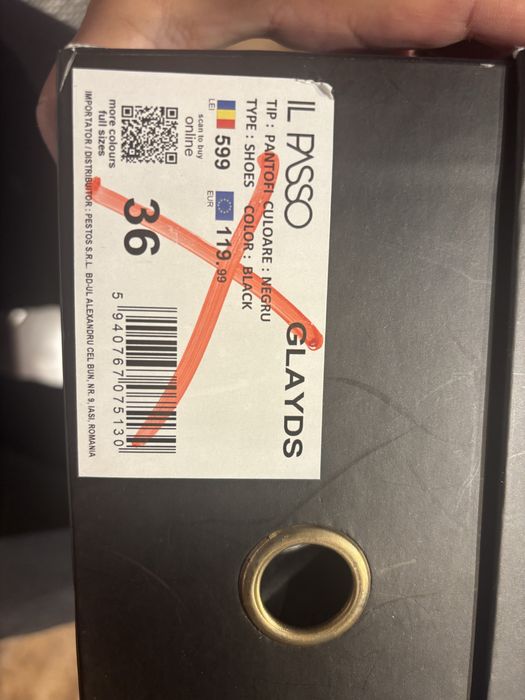 IL PASSO
GLAYDS
TIP : PANTOFI CULOARE : NEGRU
TYPE : SHOES COLOR : BLACK
599
LEI
119.99
EUR
scan to buy
online
36
more colours
full sizes
5 940767 075130
IMPORTATOR / DISTRIBUITOR : PESTOS S.R.L. BD-UL ALEXANDRU CEL BUN, NR. 9, IASI, ROMANIA